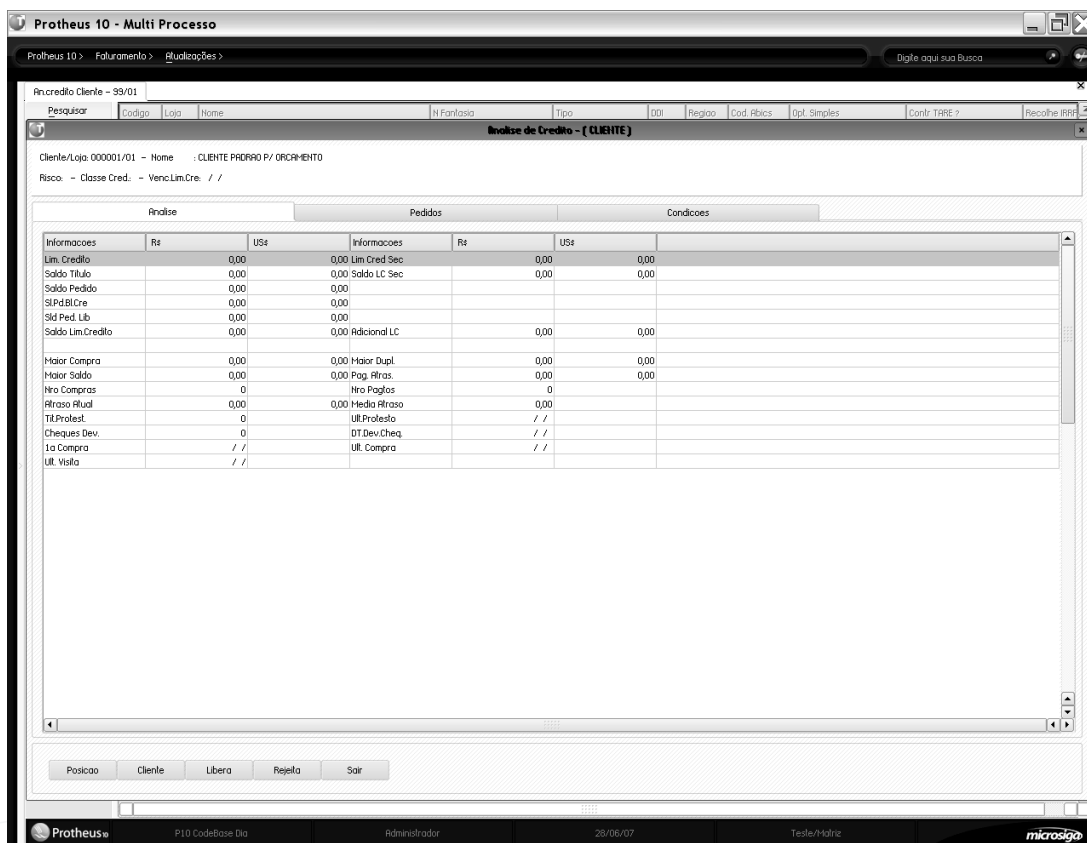 Protheus 10 - Multi Processo
Protheus 10 > Faturamento > Atualizações > Digite aqui sua Busca
An.credito Cliente - 99/01
Pesquisar Codigo Loja Nome N Fantasia Tipo DDI Regiao Cod. Abics Opt. Simples Contr TARE ? Recolhe IRRF
Analise de Credito - ( CLIENTE )
Cliente/Loja: 000001/01 - Nome : CLIENTE PADRAO P/ ORCAMENTO
Risco: - Classe Cred.: - Venc.Lim.Cre: / /
Analise Pedidos Condicoes
Informacoes R$ US$ Informacoes R$ US$
Lim. Credito 0,00 0,00 Lim Cred Sec 0,00 0,00
Saldo Titulo 0,00 0,00 Saldo LC Sec 0,00 0,00
Saldo Pedido 0,00 0,00
Sl.Pd.Bl.Cre 0,00 0,00
Sld Ped. Lib 0,00 0,00
Saldo Lim.Credito 0,00 0,00 Adicional LC 0,00 0,00
Maior Compra 0,00 0,00 Maior Dupl. 0,00 0,00
Maior Saldo 0,00 0,00 Pag. Atras. 0,00 0,00
Nro Compras 0 Nro Pagtos 0
Atraso Atual 0,00 0,00 Media Atraso 0,00
Tit.Protest. 0 Ult.Protesto / /
Cheques Dev. 0 DT.Dev.Cheq. / /
1a Compra / / Ult. Compra / /
Ult. Visita / /
Posicao Cliente Libera Rejeita Sair
Protheus 10 P10 CodeBase Dia Administrador 28/06/07 Teste/Matriz microsiga